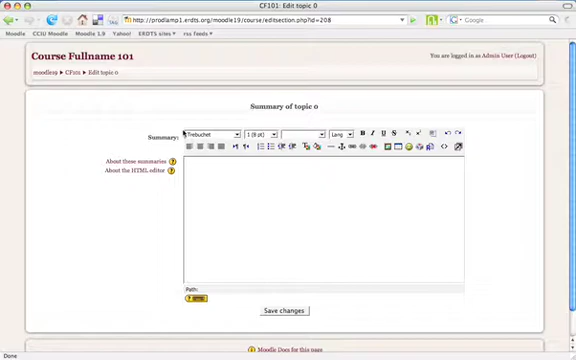 CF101: Edit topic 0
http://prodlamp1.erdts.org/moodle19/course/editsection.php?id=208
Google
Moodle CCIU Moodle Moodle 1.9 Yahoo! ERDTS sites rss feeds
Course Fullname 101
You are logged in as Admin User (Logout)
moodle19 ► CF101 ► Edit topic 0
Summary of topic 0
Summary:
Trebuchet 1 (8 pt) Lang B I U S
About these summaries
About the HTML editor
Path:
Save changes
Moodle Docs for this page
Done